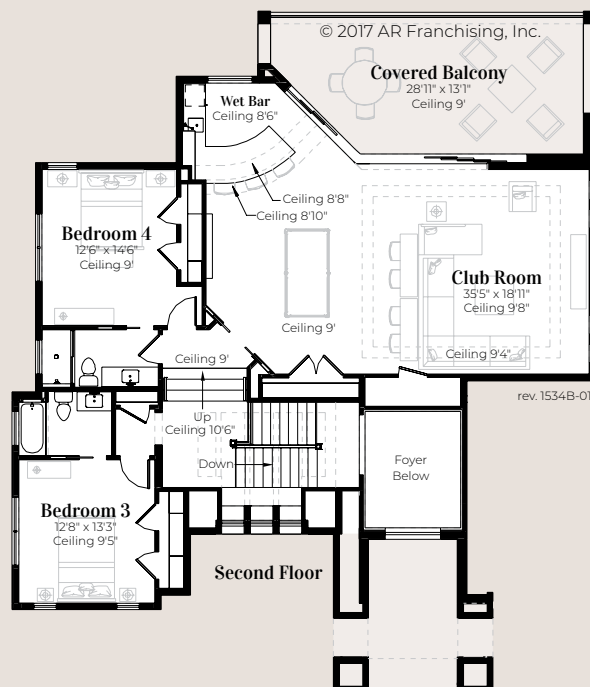 © 2017 AR Franchising, Inc.
Covered Balcony
28'11" x 13'1"
Ceiling 9'
Wet Bar
Ceiling 8'6"
Ceiling 8'8"
Ceiling 8'10"
Bedroom 4
12'6" x 14'6"
Ceiling 9'
Club Room
35'5" x 18'11"
Ceiling 9'8"
Ceiling 9'
Ceiling 9'4"
Ceiling 9'
rev. 1534B-01
Up
Ceiling 10'6"
Down
Foyer
Below
Bedroom 3
12'8" x 13'3"
Ceiling 9'5"
Second Floor